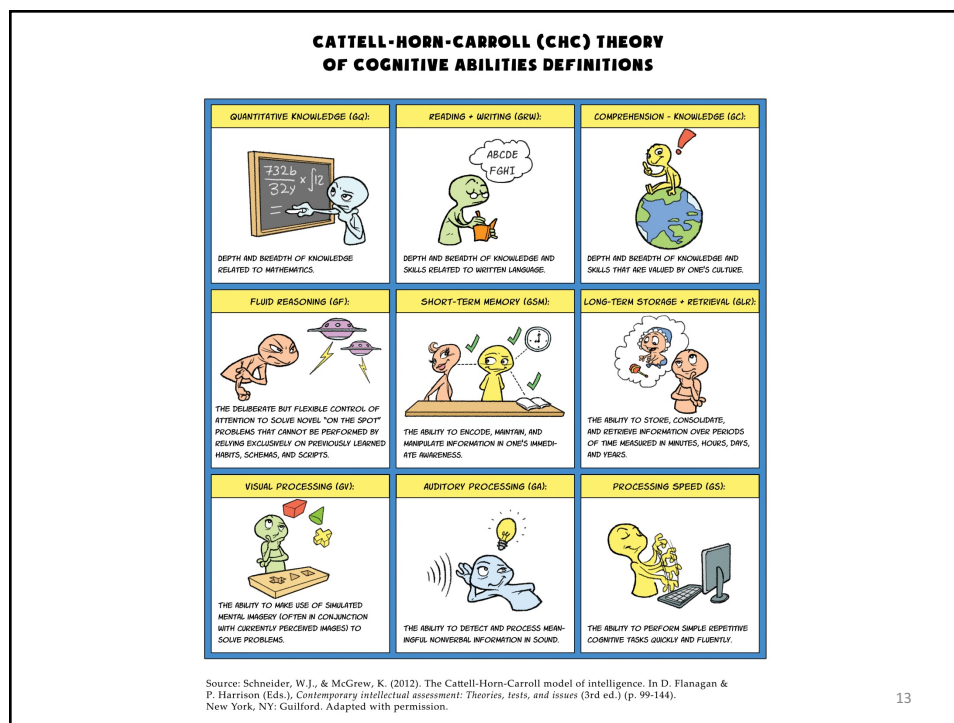 CATTELL-HORN-CARROLL (CHC) THEORY
OF COGNITIVE ABILITIES DEFINITIONS
QUANTITATIVE KNOWLEDGE (GQ):
732b
32y
× ∫12
=
DEPTH AND BREADTH OF KNOWLEDGE
RELATED TO MATHEMATICS.
READING + WRITING (GRW):
ABCDE
FGHI
DEPTH AND BREADTH OF KNOWLEDGE AND
SKILLS RELATED TO WRITTEN LANGUAGE.
COMPREHENSION - KNOWLEDGE (GC):
DEPTH AND BREADTH OF KNOWLEDGE AND
SKILLS THAT ARE VALUED BY ONE'S CULTURE.
FLUID REASONING (GF):
THE DELIBERATE BUT FLEXIBLE CONTROL OF
ATTENTION TO SOLVE NOVEL "ON THE SPOT"
PROBLEMS THAT CANNOT BE PERFORMED BY
RELYING EXCLUSIVELY ON PREVIOUSLY LEARNED
HABITS, SCHEMAS, AND SCRIPTS.
SHORT-TERM MEMORY (GSM):
THE ABILITY TO ENCODE, MAINTAIN, AND
MANIPULATE INFORMATION IN ONE'S IMMEDI-
ATE AWARENESS.
LONG-TERM STORAGE + RETRIEVAL (GLR):
THE ABILITY TO STORE, CONSOLIDATE,
AND RETRIEVE INFORMATION OVER PERIODS
OF TIME MEASURED IN MINUTES, HOURS, DAYS,
AND YEARS.
VISUAL PROCESSING (GV):
THE ABILITY TO MAKE USE OF SIMULATED
MENTAL IMAGERY (OFTEN IN CONJUNCTION
WITH CURRENTLY PERCEIVED IMAGES) TO
SOLVE PROBLEMS.
AUDITORY PROCESSING (GA):
THE ABILITY TO DETECT AND PROCESS MEAN-
INGFUL NONVERBAL INFORMATION IN SOUND.
PROCESSING SPEED (GS):
THE ABILITY TO PERFORM SIMPLE REPETITIVE
COGNITIVE TASKS QUICKLY AND FLUENTLY.
Source: Schneider, W.J., & McGrew, K. (2012). The Cattell-Horn-Carroll model of intelligence. In D. Flanagan &
P. Harrison (Eds.), Contemporary intellectual assessment: Theories, tests, and issues (3rd ed.) (p. 99-144).
New York, NY: Guilford. Adapted with permission.
13